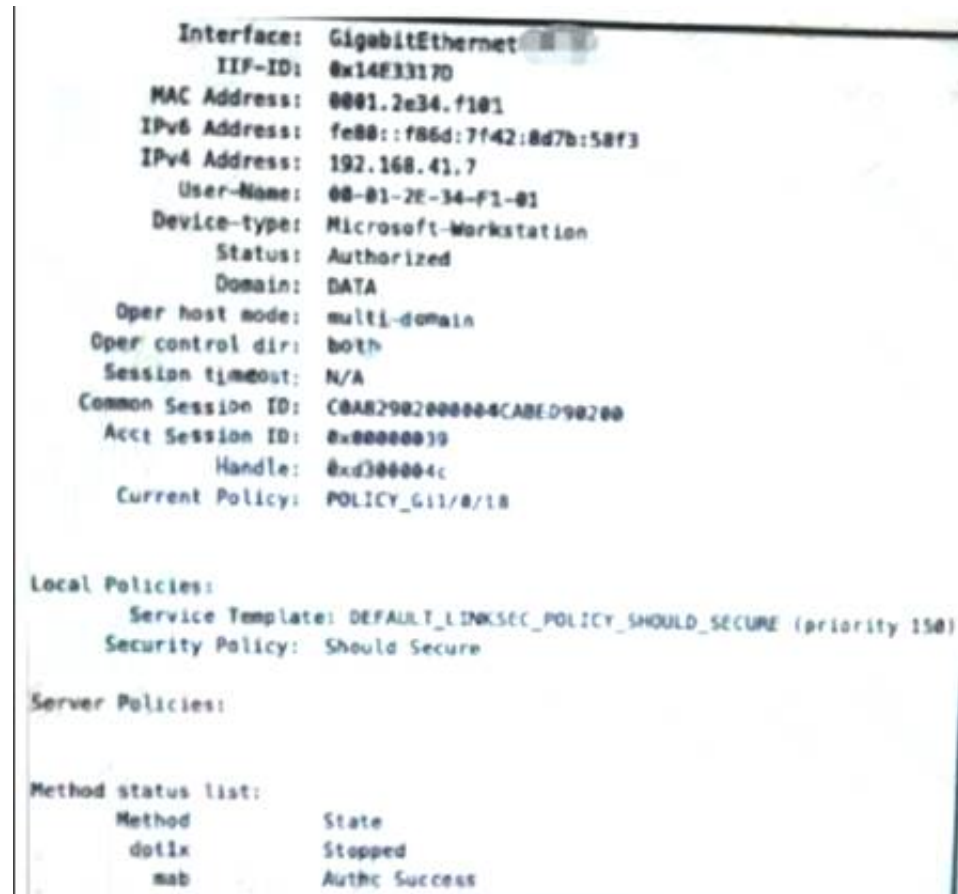 Interface: GigabitEthernet
IIF-ID: 0x14E3317D
MAC Address: 0001.2e34.f101
IPv6 Address: fe80::f86d:7f42:8d7b:58f3
IPv4 Address: 192.168.41.7
User-Name: 00-01-2E-34-F1-01
Device-type: Microsoft-Workstation
Status: Authorized
Domain: DATA
Oper host mode: multi-domain
Oper control dir: both
Session timeout: N/A
Common Session ID:
Acct Session ID: 0x00000039
Handle: 0xd300004c
Current Policy: POLICY_Gi1/0/18
Local Policies:
Service Template: DEFAULT_LINKSEC_POLICY_SHOULD_SECURE (priority 150)
Security Policy: Should Secure
Server Policies:
Method status list:
Method State
dot1x Stopped
mab Authc Success